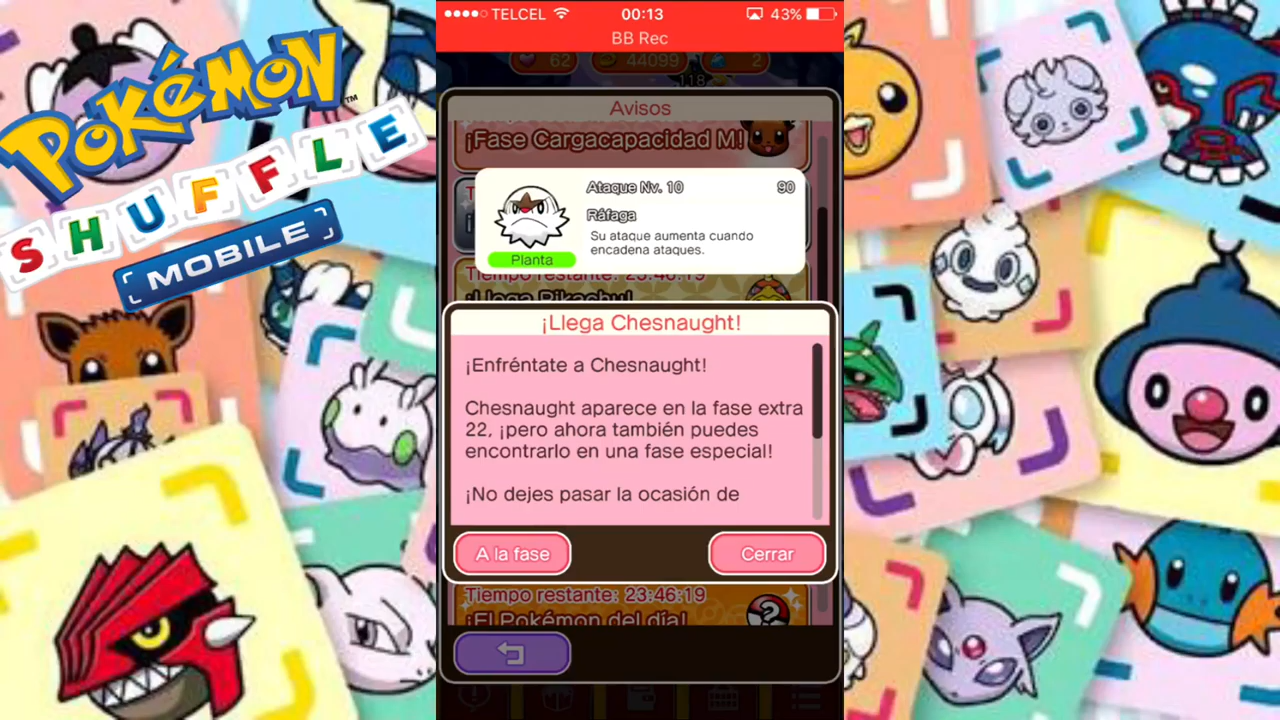 POKéMON
SHUFFLE
MOBILE
TELCEL 00:13 43%
BB Rec
62 44099 2
118
Avisos
¡Fase Cargacapacidad M!
Ataque Nv. 10 90
Ráfaga
Su ataque aumenta cuando
encadena ataques.
Planta
Tiempo restante: 23:46:19
¡Llega Pikachu!
¡Llega Chesnaught!
¡Enfréntate a Chesnaught!
Chesnaught aparece en la fase extra
22, ¡pero ahora también puedes
encontrarlo en una fase especial!
¡No dejes pasar la ocasión de
A la fase Cerrar
Tiempo restante: 23:46:19
¡El Pokémon del día!